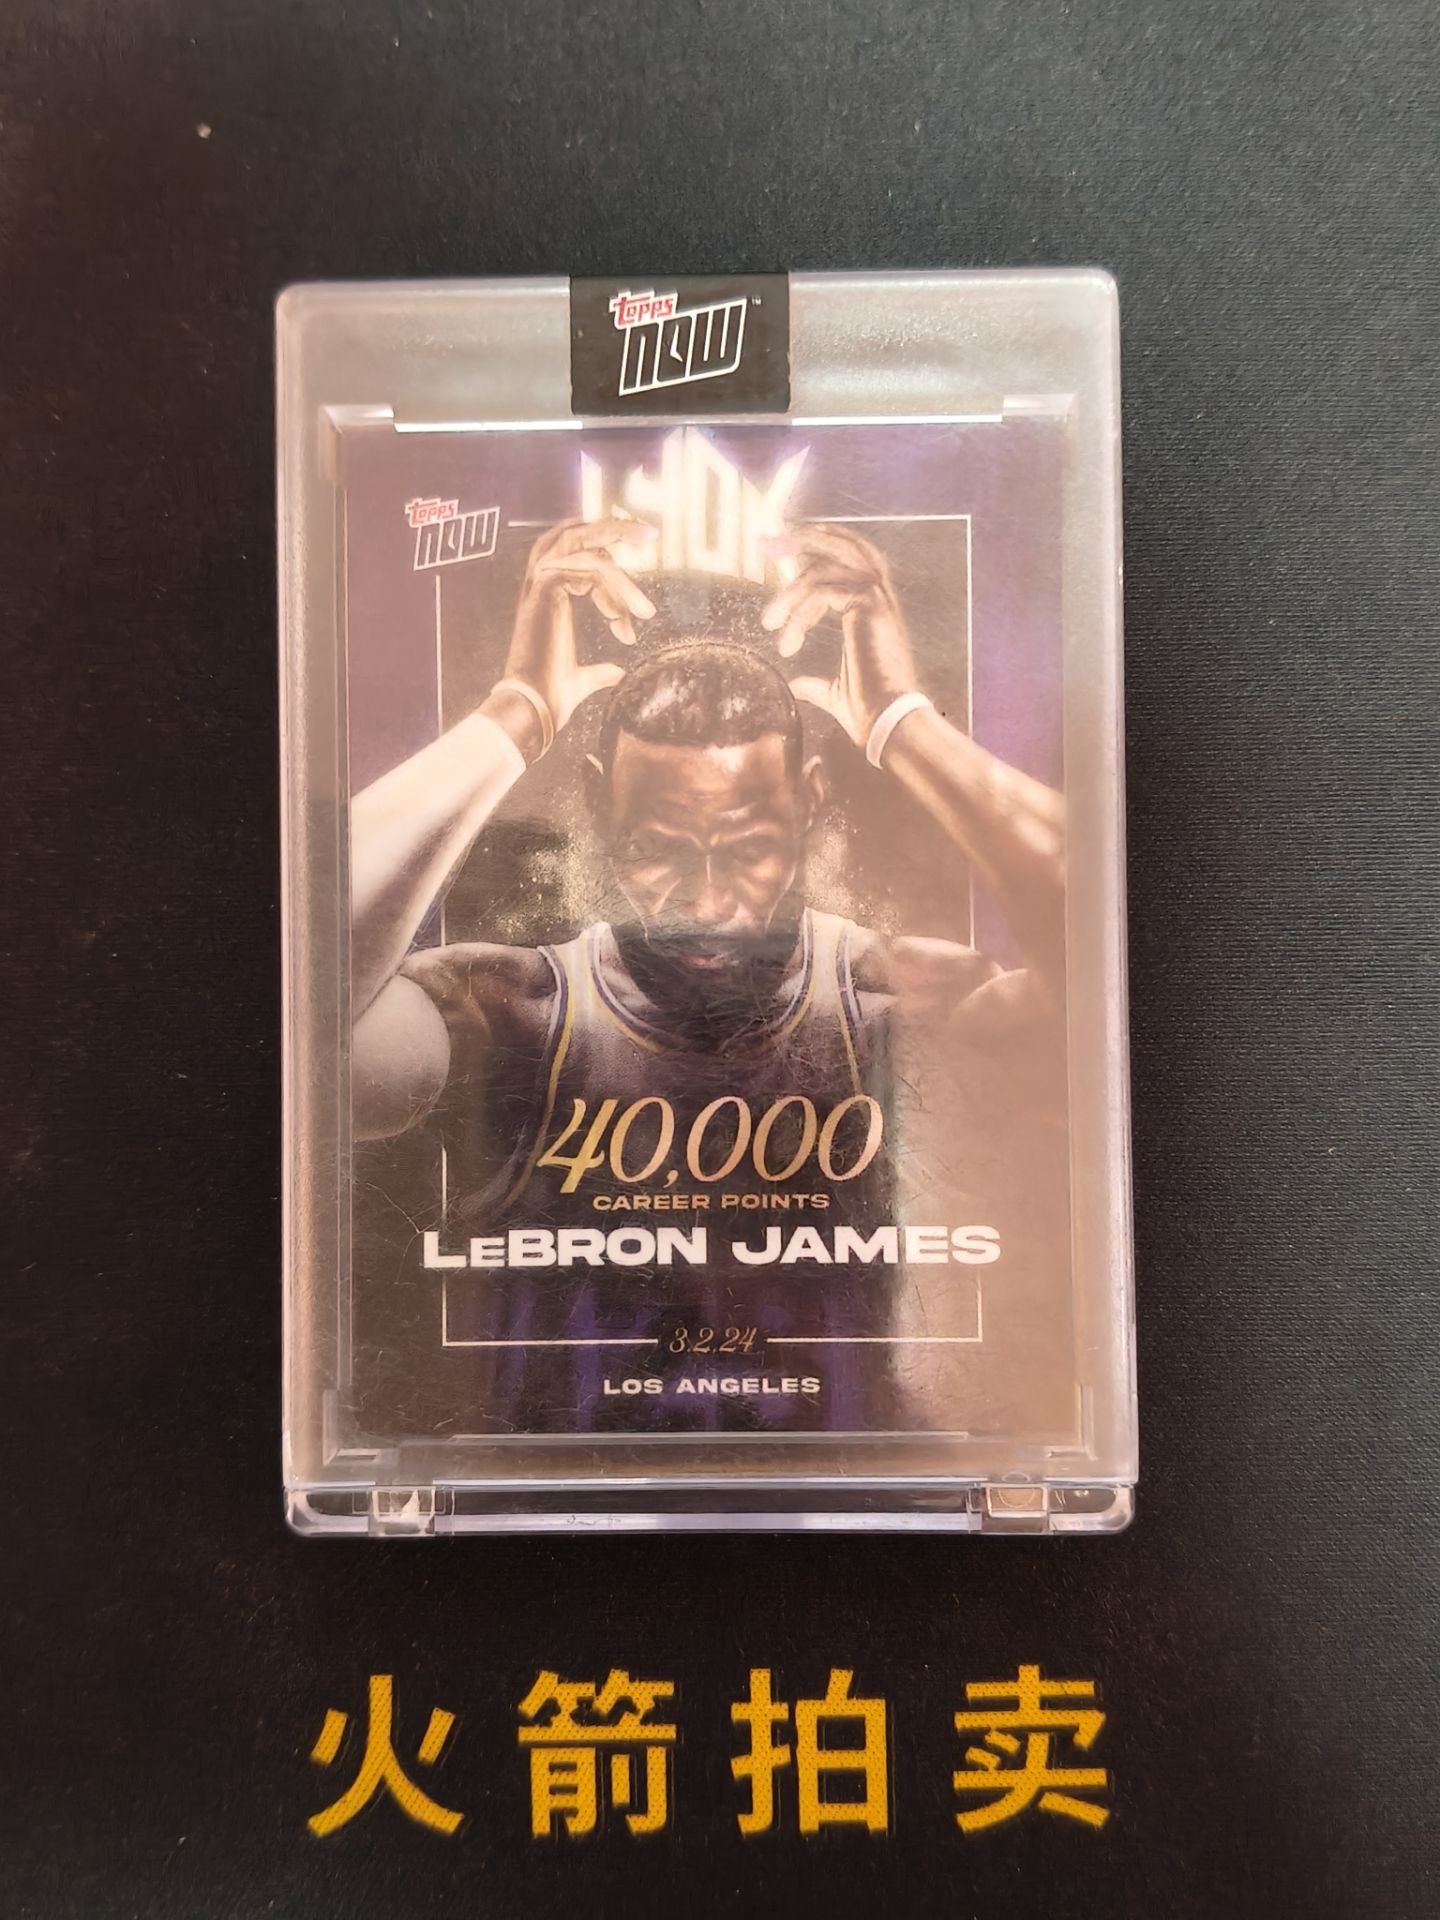 topps
now™
topps
now
40K
40,000
CAREER POINTS
LeBRON JAMES
3.2.24
LOS ANGELES
火箭拍卖